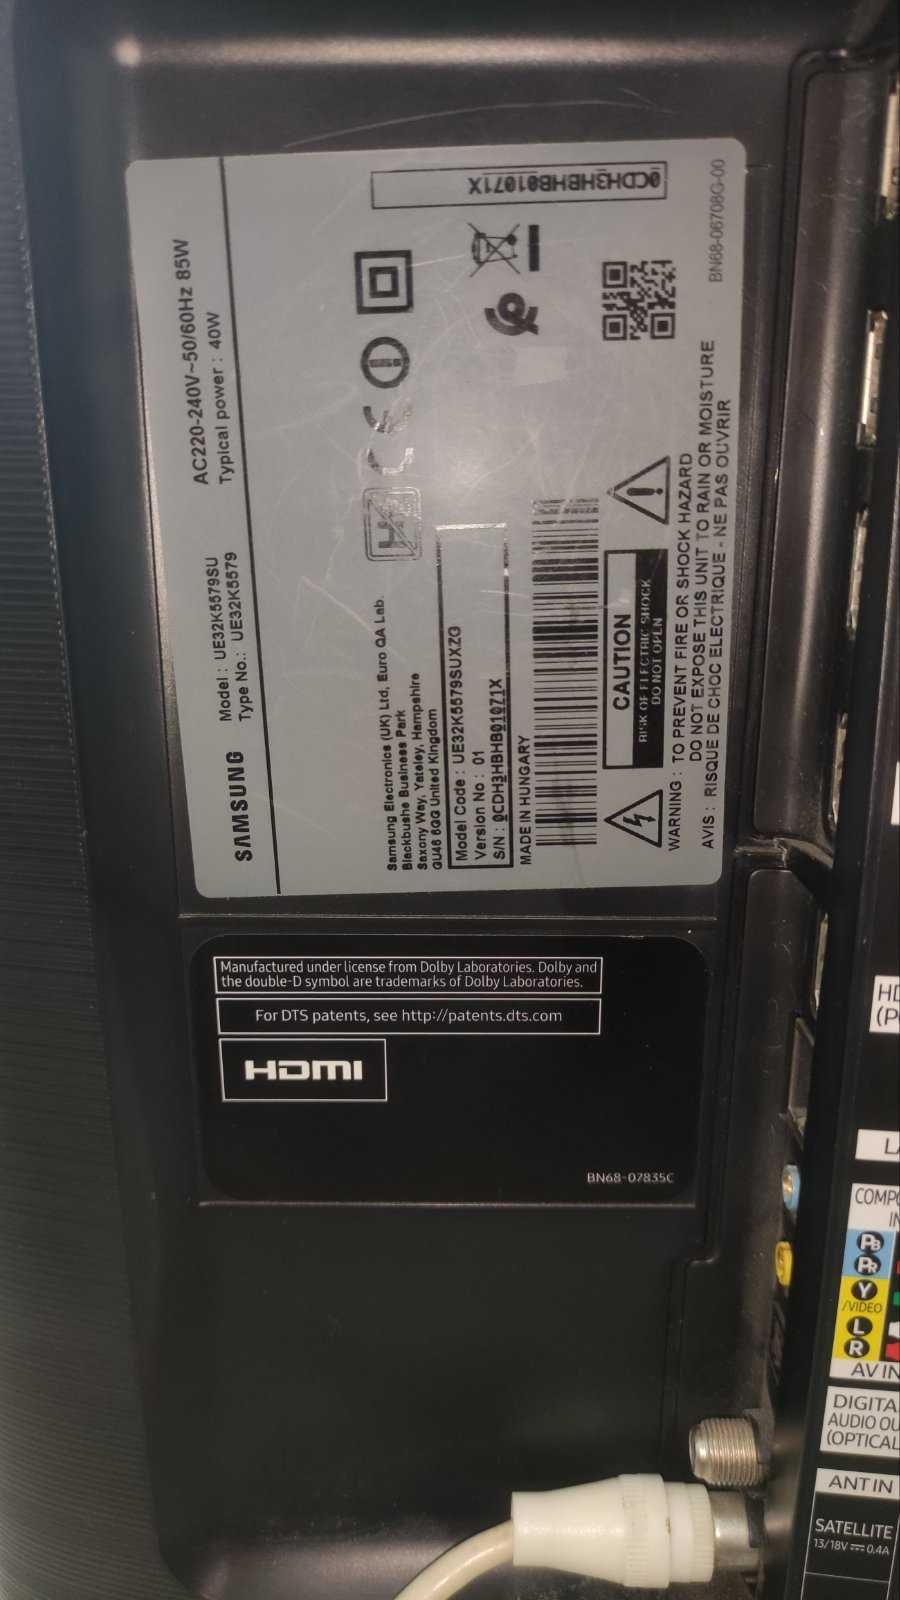 SAMSUNG
Model : UE32K5579SU
Type No.: UE32K5579
AC220-240V~50/60Hz 85W
Typical power : 40W
Samsung Electronics (UK) Ltd, Euro QA Lab.
Blackbushe Business Park
Saxony Way, Yateley, Hampshire
GU46 6GG United Kingdom
Model Code : UE32K5579SUXZG
Version No : 01
S/N : 0CDH3HBHB01071X
MADE IN HUNGARY
CE
0CDH3HBHB01071X
CAUTION
RISK OF ELECTRIC SHOCK
DO NOT OPEN
WARNING : TO PREVENT FIRE OR SHOCK HAZARD
DO NOT EXPOSE THIS UNIT TO RAIN OR MOISTURE
AVIS : RISQUE DE CHOC ELECTRIQUE - NE PAS OUVRIR
BN68-06708G-00
Manufactured under license from Dolby Laboratories. Dolby and
the double-D symbol are trademarks of Dolby Laboratories.
For DTS patents, see http://patents.dts.com
HDMI
BN68-07835C
COMPO
IN
PB
PR
Y
/VIDEO
L
R
AV IN
DIGITA
AUDIO OU
(OPTICAL
ANT IN
SATELLITE
13/18V 0.4A